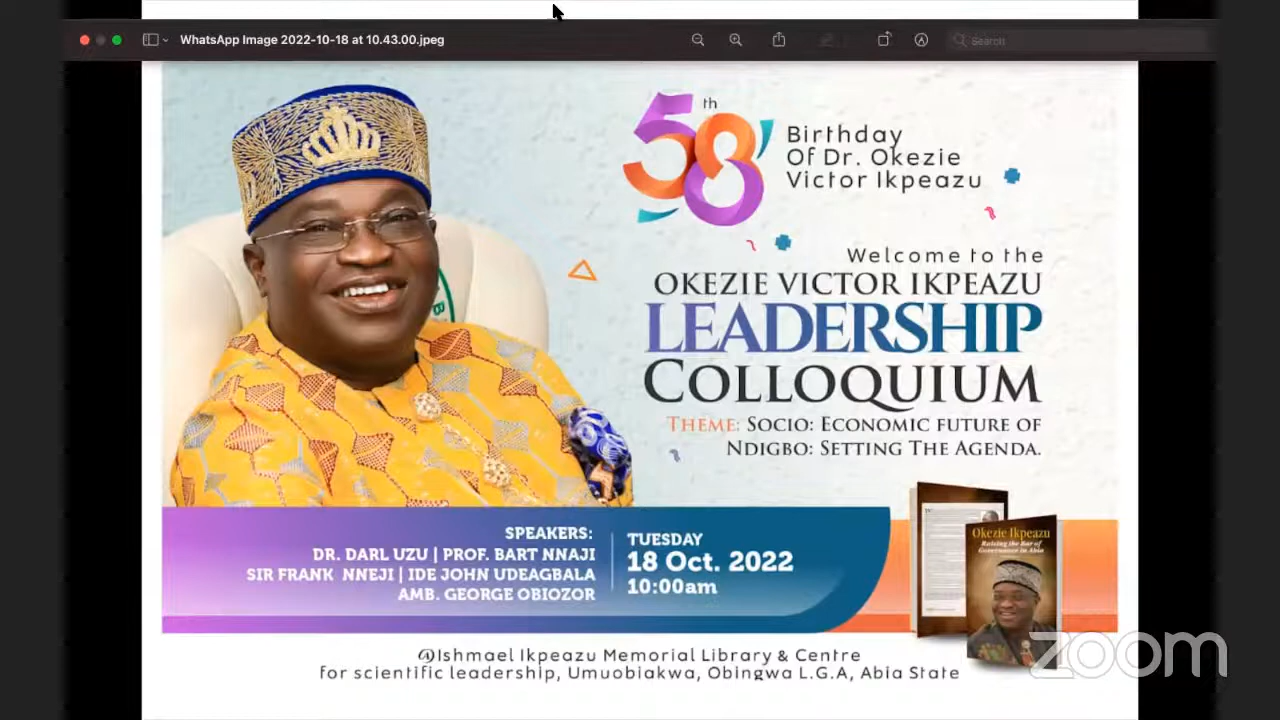 WhatsApp Image 2022-10-18 at 10.43.00.jpeg
Search
58th
Birthday
Of Dr. Okezie
Victor Ikpeazu
Welcome to the
OKEZIE VICTOR IKPEAZU
LEADERSHIP
COLLOQUIUM
THEME: SOCIO: ECONOMIC FUTURE OF
NDIGBO: SETTING THE AGENDA.
SPEAKERS:
DR. DARL UZU | PROF. BART NNAJI
SIR FRANK NNEJI | IDE JOHN UDEAGBALA
AMB. GEORGE OBIOZOR
TUESDAY
18 Oct. 2022
10:00am
Okezie Ikpeazu
Raising the Bar of
Governance in Abia
@Ishmael Ikpeazu Memorial Library & Centre
for scientific leadership, Umuobiakwa, Obingwa L.G.A, Abia State
zoom